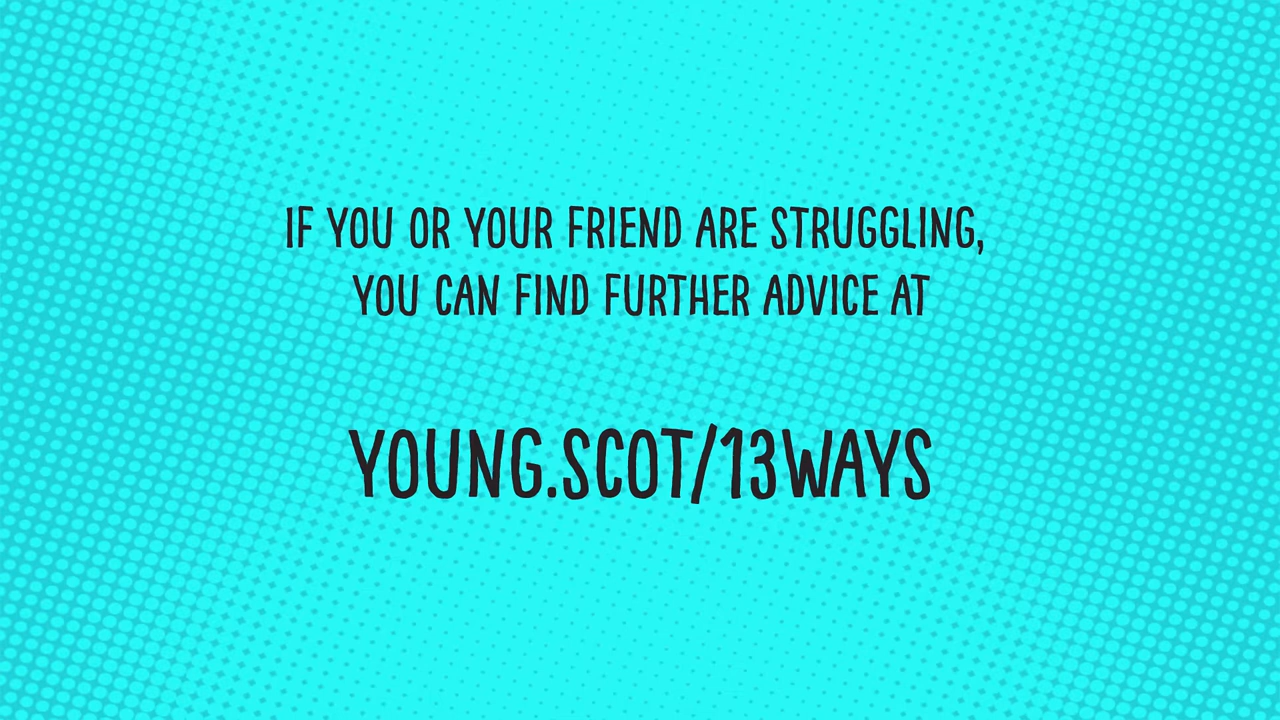 IF YOU OR YOUR FRIEND ARE STRUGGLING,
YOU CAN FIND FURTHER ADVICE AT
YOUNG.SCOT/13WAYS